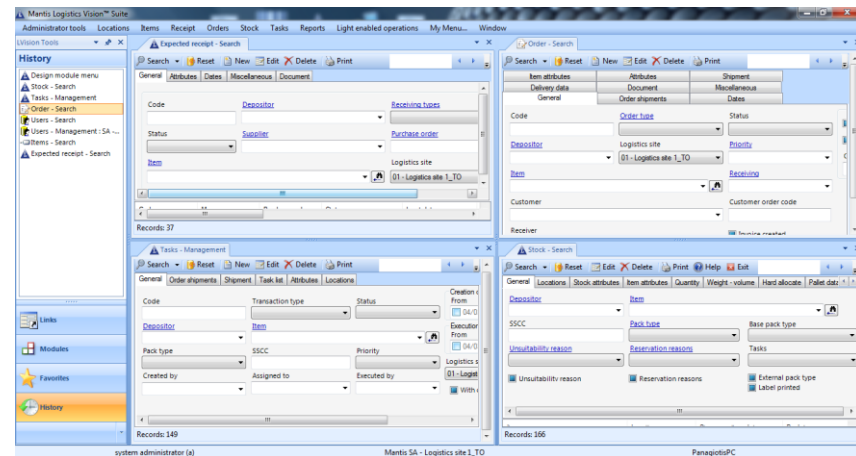 Mantis Logistics Vision™ Suite
Administrator tools Locations Items Receipt Orders Stock Tasks Reports Light enabled operations My Menu... Window
LVision Tools
History
Design module menu
Stock - Search
Tasks - Management
Order - Search
Users - Search
Users - Management : SA -...
Items - Search
Expected receipt - Search
Links
Modules
Favorites
History
Expected receipt - Search
Search Reset New Edit Delete Print
General Attributes Dates Miscellaneous Document
Code Depositor Receiving types
Status Supplier Purchase order
Item Logistics site
01 - Logistics site 1_TO
Records: 37
Order - Search
Search Reset New Edit Delete Print
Item attributes Attributes Shipment
Delivery data Document Miscellaneous
General Order shipments Dates
Code Order type Status
Depositor Logistics site Priority
01 - Logistics site 1_TO
Item Receiving
Customer Customer order code
Receiver Invoice created
Tasks - Management
Search Reset New Edit Delete Print
General Order shipments Shipment Task list Attributes Locations
Creation
Code Transaction type Status From
04/0
Depositor Item Execution
From
04/0
Pack type SSCC Priority Logistics s
01 - Logist
Created by Assigned to Executed by
With
Records: 149
Stock - Search
Search Reset Edit Delete Print Help Exit
General Locations Stock attributes Item attributes Quantity Weight - volume Hard allocate Pallet data
Depositor Item
SSCC Pack type Base pack type
Unsuitability reason Reservation reasons Tasks
Unsuitability reason Reservation reasons External pack type
Label printed
Records: 166
system administrator (a) Mantis SA - Logistics site 1_TO PanagiotisPC